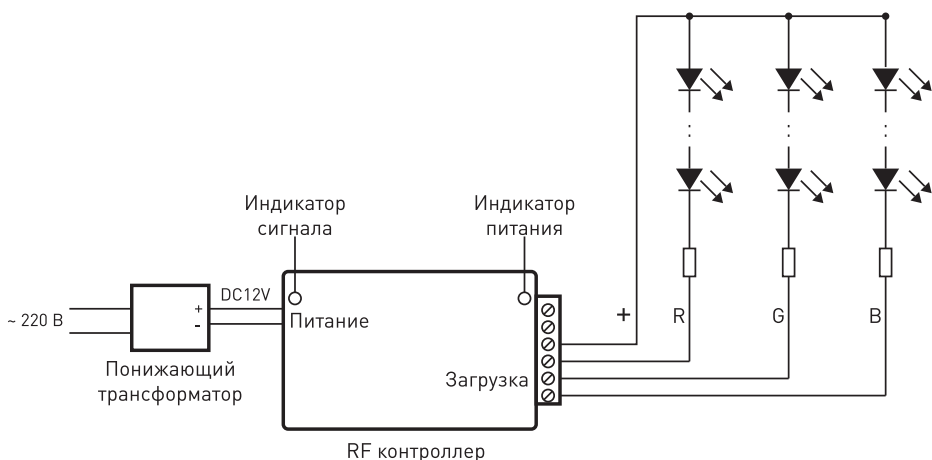 Индикатор
сигнала
Индикатор
питания
+
R
G
B
DC12V
~ 220 В
+
-
Питание
Понижающий
трансформатор
Загрузка
RF контроллер